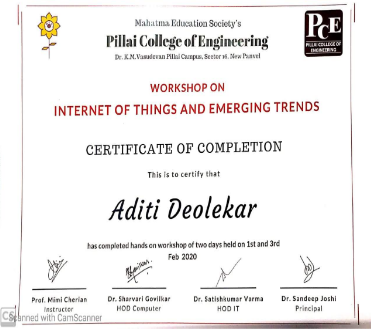 Mahatma Education Society's
Pillai College of Engineering
Dr. K.M.Vasudevan Pillai Campus, Sector 16, New Panvel
PCE
PILLAI COLLEGE OF
ENGINEERING
WORKSHOP ON
INTERNET OF THINGS AND EMERGING TRENDS
CERTIFICATE OF COMPLETION
This is to certify that
Aditi Deolekar
has completed hands on workshop of two days held on 1st and 3rd
Feb 2020
Prof. Mimi Cherian
Instructor
Dr. Sharvari Govilkar
HOD Computer
Dr. Satishkumar Varma
HOD IT
Dr. Sandeep Joshi
Principal
CS Scanned with CamScanner